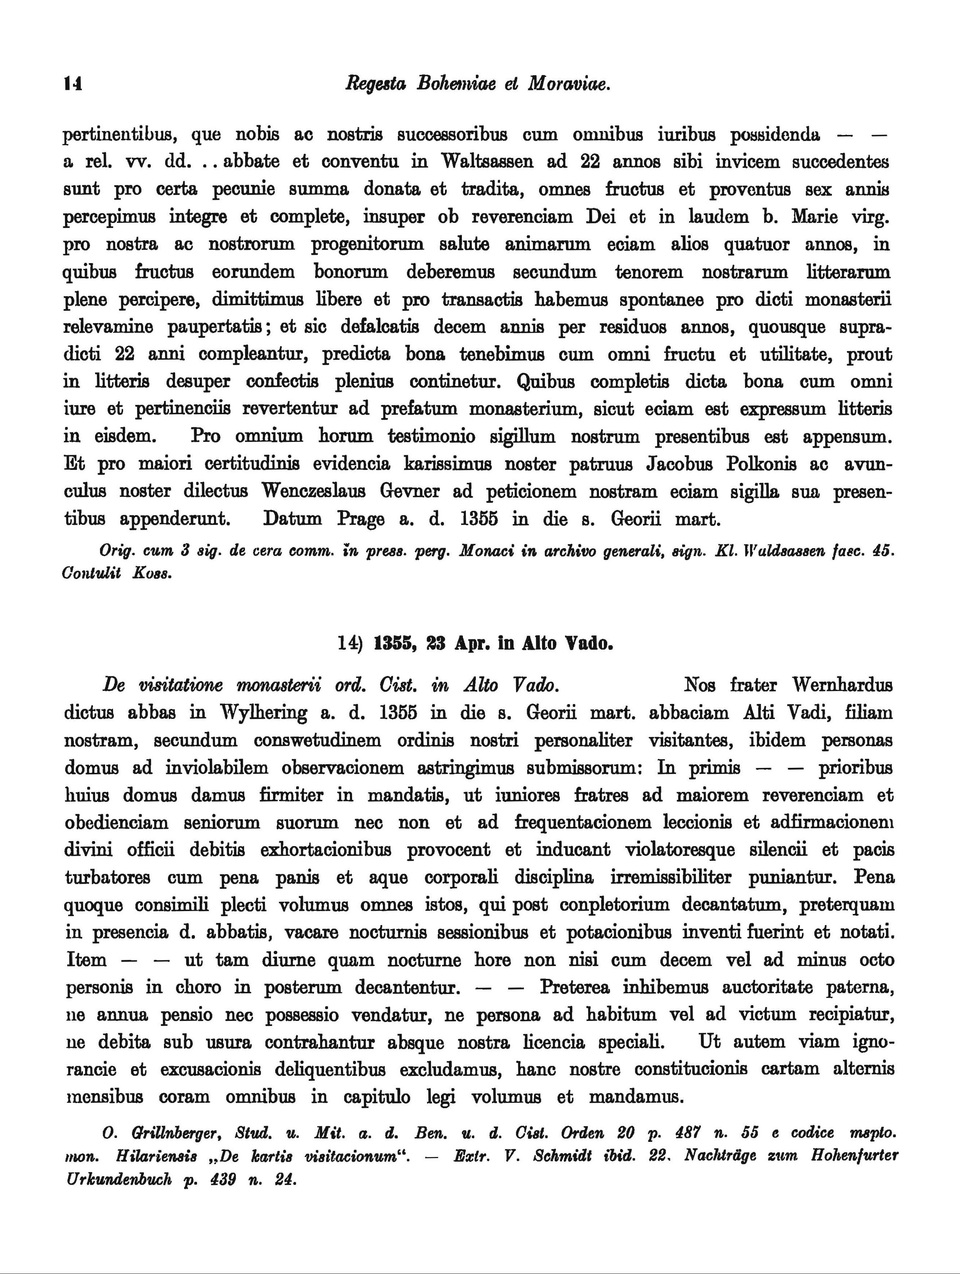 14 Regesta Bohemiae et Moraviae.
pertinentibus, que nobis ac nostris successoribus cum omnibus iuribus possidenda — —
a rel. vv. dd. . . abbate et conventu in Waltsassen ad 22 annos sibi invicem succedentes
sunt pro certa pecunie summa donata et tradita, omnes fructus et proventus sex annis
percepimus integre et complete, insuper ob reverenciam Dei et in laudem b. Marie virg.
pro nostra ac nostrorum progenitorum salute animarum eciam alios quatuor annos, in
quibus fructus eorundem bonorum deberemus secundum tenorem nostrarum litterarum
plene percipere, dimittimus libere et pro transactis habemus spontanee pro dicti monasterii
relevamine paupertatis; et sic defalcatis decem annis per residuos annos, quousque supra-
dicti 22 anni compleantur, predicta bona tenebimus cum omni fructu et utilitate, prout
in litteris desuper confectis plenius continetur. Quibus completis dicta bona cum omni
iure et pertinenciis revertentur ad prefatum monasterium, sicut eciam est expressum litteris
in eisdem. Pro omnium horum testimonio sigillum nostrum presentibus est appensum.
Et pro maiori certitudinis evidencia karissimus noster patruus Jacobus Polkonis ac avun-
culus noster dilectus Wenczeslaus Gevner ad peticionem nostram eciam sigilla sua presen-
tibus appenderunt. Datum Prage a. d. 1355 in die s. Georii mart.
Orig. cum 3 sig. de cera comm. in press. perg. Monaci in archivo generali, sign. Kl. Waldsassen fasc. 45.
Contulit Koss.
14) 1355, 23 Apr. in Alto Vado.
De visitatione monasterii ord. Cist. in Alto Vado. Nos frater Wernhardus
dictus abbas in Wylhering a. d. 1355 in die s. Georii mart. abbaciam Alti Vadi, filiam
nostram, secundum conswetudinem ordinis nostri personaliter visitantes, ibidem personas
domus ad inviolabilem observacionem astringimus submissorum: In primis — — prioribus
huius domus damus firmiter in mandatis, ut iuniores fratres ad maiorem reverenciam et
obedienciam seniorum suorum nec non et ad frequentacionem leccionis et adfirmacionem
divini officii debitis exhortacionibus provocent et inducant violatoresque silencii et pacis
turbatores cum pena panis et aque corporali disciplina irremissibiliter puniantur. Pena
quoque consimili plecti volumus omnes istos, qui post conpletorium decantatum, preterquam
in presencia d. abbatis, vacare nocturnis sessionibus et potacionibus inventi fuerint et notati.
Item — — ut tam diurne quam nocturne hore non nisi cum decem vel ad minus octo
personis in choro in posterum decantentur. — — Preterea inhibemus auctoritate paterna,
ne annua pensio nec possessio vendatur, ne persona ad habitum vel ad victum recipiatur,
ne debita sub usura contrahantur absque nostra licencia speciali. Ut autem viam igno-
rancie et excusacionis deliquentibus excludamus, hanc nostre constitucionis cartam alternis
mensibus coram omnibus in capitulo legi volumus et mandamus.
O. Grillnberger, Stud. u. Mit. a. d. Ben. u. d. Cist. Orden 20 p. 487 n. 55 e codice mspto.
mon. Hilariensis „De kartis visitacionum“. — Extr. V. Schmidt ibid. 22. Nachträge zum Hohenfurter
Urkundenbuch p. 439 n. 24.